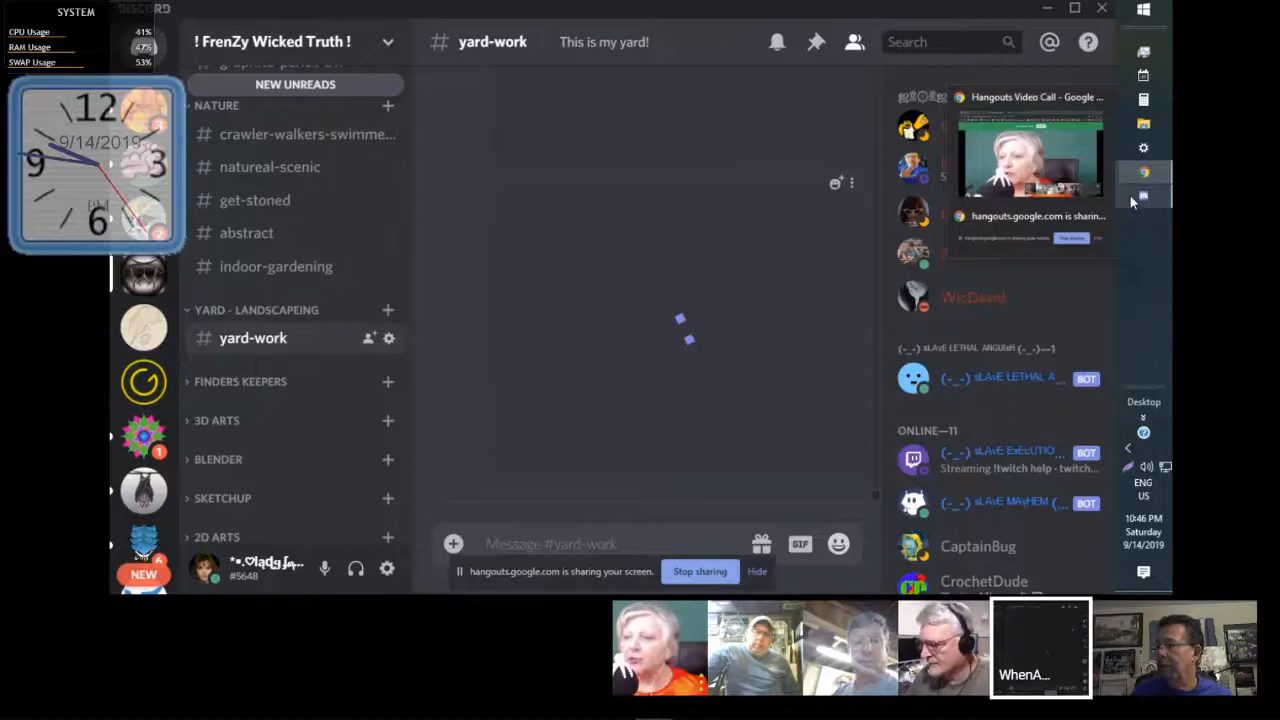 DISCORD
SYSTEM
CPU Usage 41%
RAM Usage 47%
SWAP Usage 53%
12
9/14/2019
9
3
PM
6
! FrenZy Wicked Truth !
NEW UNREADS
NATURE
# crawler-walkers-swimme...
# natureal-scenic
# get-stoned
# abstract
# indoor-gardening
YARD - LANDSCAPEING
# yard-work
FINDERS KEEPERS
3D ARTS
BLENDER
SKETCHUP
2D ARTS
NEW
#5648
# yard-work
This is my yard!
Search
Message #yard-work
GIF
hangouts.google.com is sharing your screen.
Stop sharing
Hide
Hangouts Video Call - Google ...
hangouts.google.com is sharin...
Stop sharing
WicDavid
(-_-) sLAvE LETHAL ANGUIsH (-_-)—1
(-_-) sLAvE LETHAL A...
BOT
ONLINE—11
(-_-) sLAvE ExEcUTIO...
BOT
Streaming !twitch help · twitch...
(-_-) sLAvE MAyHEM (...
BOT
CaptainBug
CrochetDude
Desktop
ENG
US
10:46 PM
Saturday
9/14/2019
WhenA...